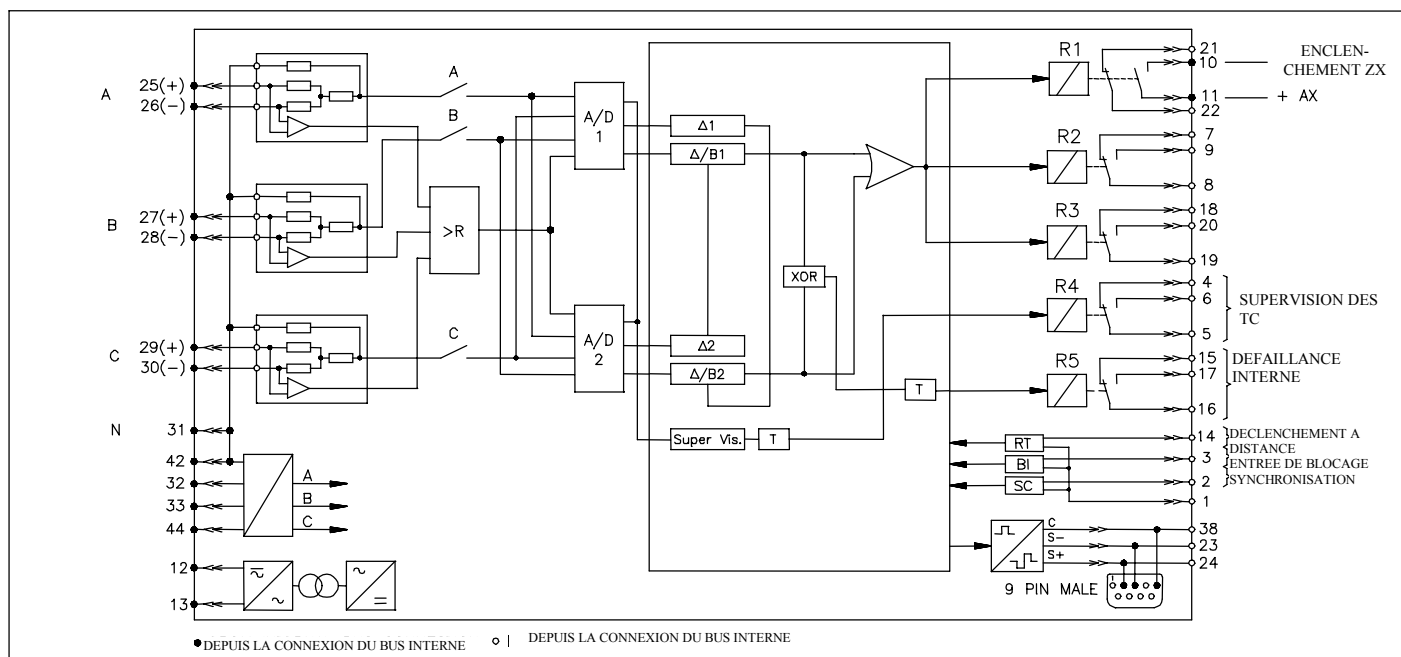 A
25(+)
26(−)
B
27(+)
28(−)
C
29(+)
30(−)
N
31
42
32
33
44
12
13
A
B
C
A
B
C
>R
A/D
1
A/D
2
Δ1
Δ/B1
XOR
Δ2
Δ/B2
Super Vis.
T
T
R1
R2
R3
R4
R5
RT
BI
SC
C
S−
S+
9 PIN MALE
21
10
11
22
7
9
8
18
20
19
4
6
5
15
17
16
14
3
2
1
38
23
24
ENCLEN-
CHEMENT ZX
+ AX
SUPERVISION DES
TC
DEFAILLANCE
INTERNE
DECLENCHEMENT A
DISTANCE
ENTREE DE BLOCAGE
SYNCHRONISATION
DEPUIS LA CONNEXION DU BUS INTERNE
DEPUIS LA CONNEXION DU BUS INTERNE